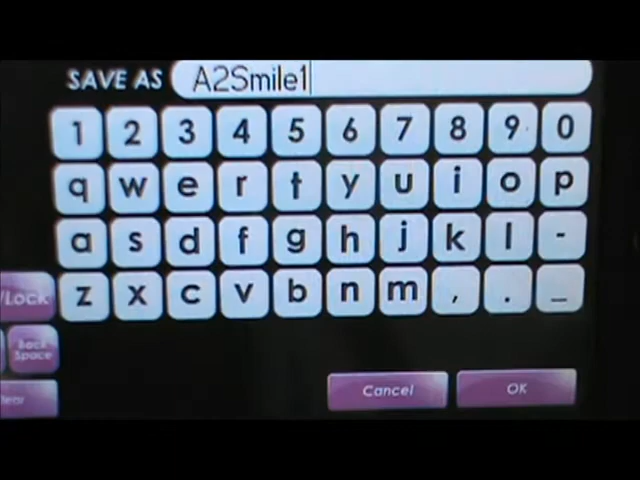 SAVE AS A2Smile1
1 2 3 4 5 6 7 8 9 0
q w e r t y u i o p
a s d f g h j k l -
z x c v b n m , . _
/Lock
Back Space
Cancel OK